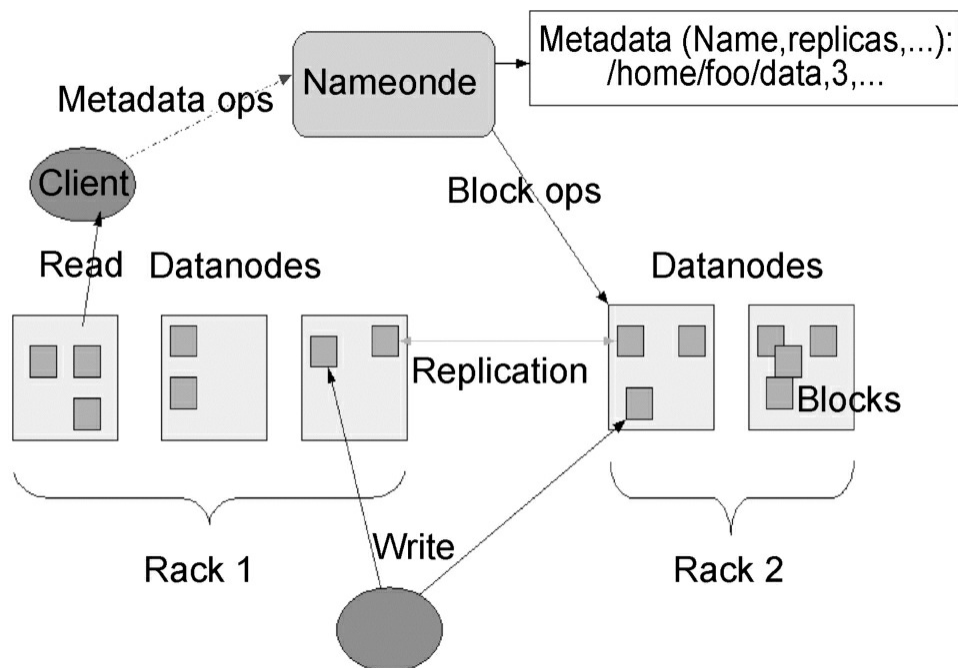 Metadata (Name,replicas,...):
/home/foo/data,3,...
Nameonde
Metadata ops
Client
Block ops
Read
Datanodes
Datanodes
Replication
Blocks
Write
Rack 1
Rack 2